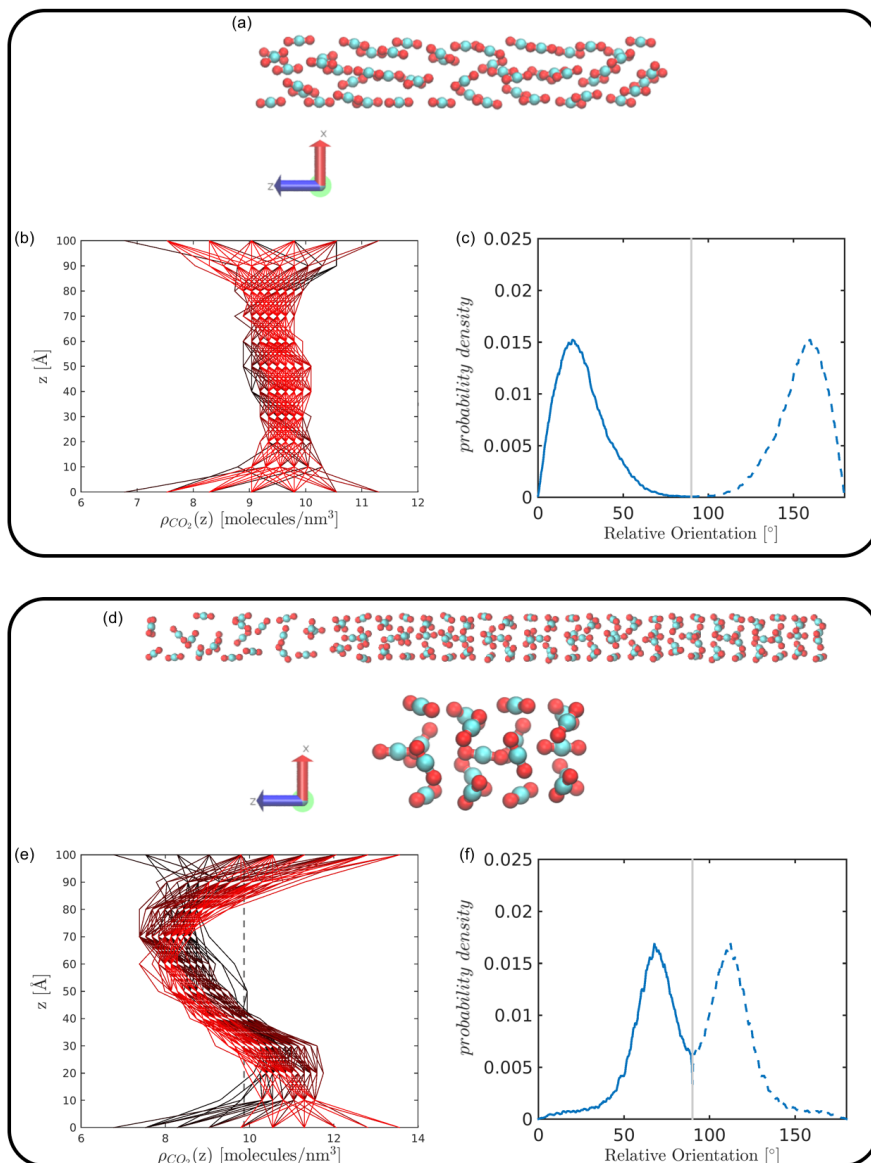 (a)
x
z
(b)
100
90
80
70
60
50
40
30
20
10
0
z [Å]
6 7 8 9 10 11 12
ρCO2(z) [molecules/nm³]
(c)
0.025
0.02
0.015
0.01
0.005
0
probability density
0 50 100 150
Relative Orientation [°]
(d)
x
z
(e)
100
90
80
70
60
50
40
30
20
10
0
z [Å]
6 8 10 12 14
ρCO2(z) [molecules/nm³]
(f)
0.025
0.02
0.015
0.01
0.005
0
probability density
0 50 100 150
Relative Orientation [°]